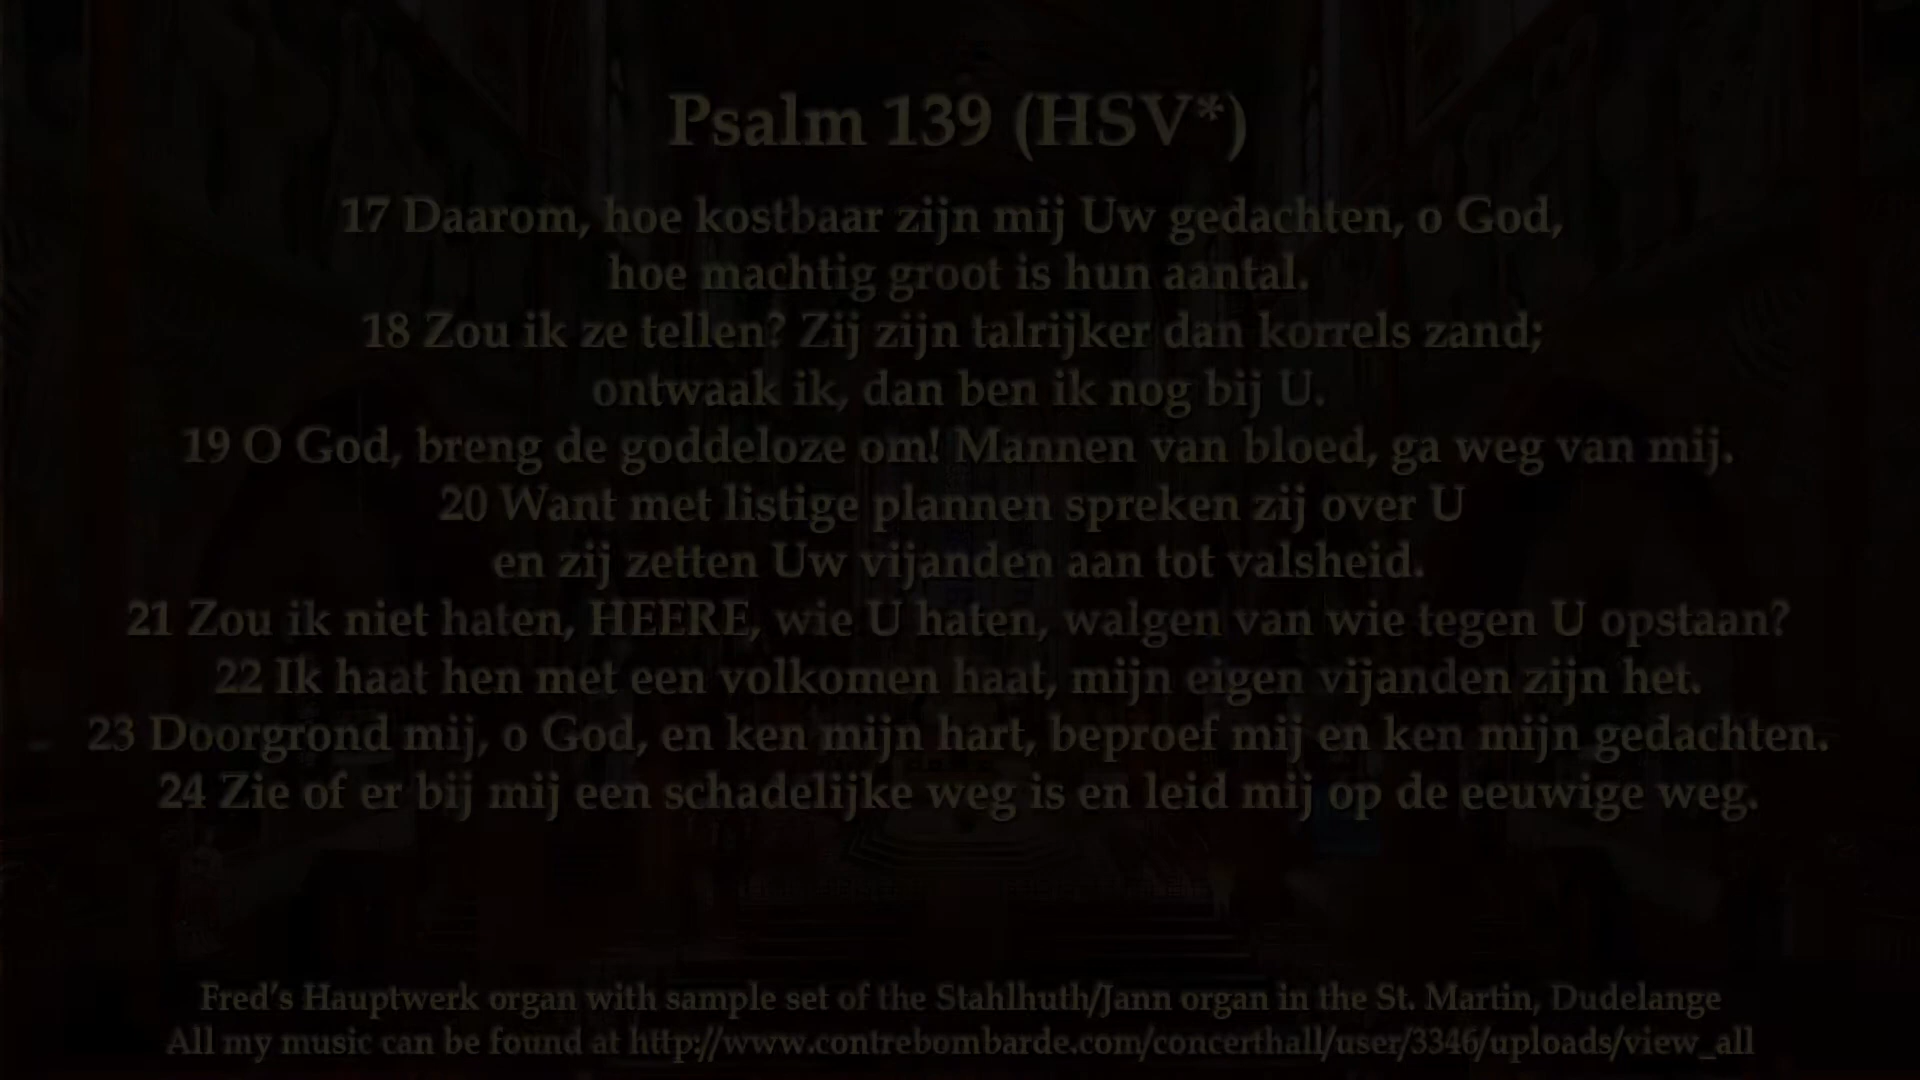 Psalm 139 (HSV*)
17 Daarom, hoe kostbaar zijn mij Uw gedachten, o God,
hoe machtig groot is hun aantal.
18 Zou ik ze tellen? Zij zijn talrijker dan korrels zand;
ontwaak ik, dan ben ik nog bij U.
19 O God, breng de goddeloze om! Mannen van bloed, ga weg van mij.
20 Want met listige plannen spreken zij over U
en zij zetten Uw vijanden aan tot valsheid.
21 Zou ik niet haten, HEERE, wie U haten, walgen van wie tegen U opstaan?
22 Ik haat hen met een volkomen haat, mijn eigen vijanden zijn het.
23 Doorgrond mij, o God, en ken mijn hart, beproef mij en ken mijn gedachten.
24 Zie of er bij mij een schadelijke weg is en leid mij op de eeuwige weg.
Fred’s Hauptwerk organ with sample set of the Stahlhuth/Jann organ in the St. Martin, Dudelange
All my music can be found at http://www.contrebombarde.com/concerthall/user/3346/uploads/view_all